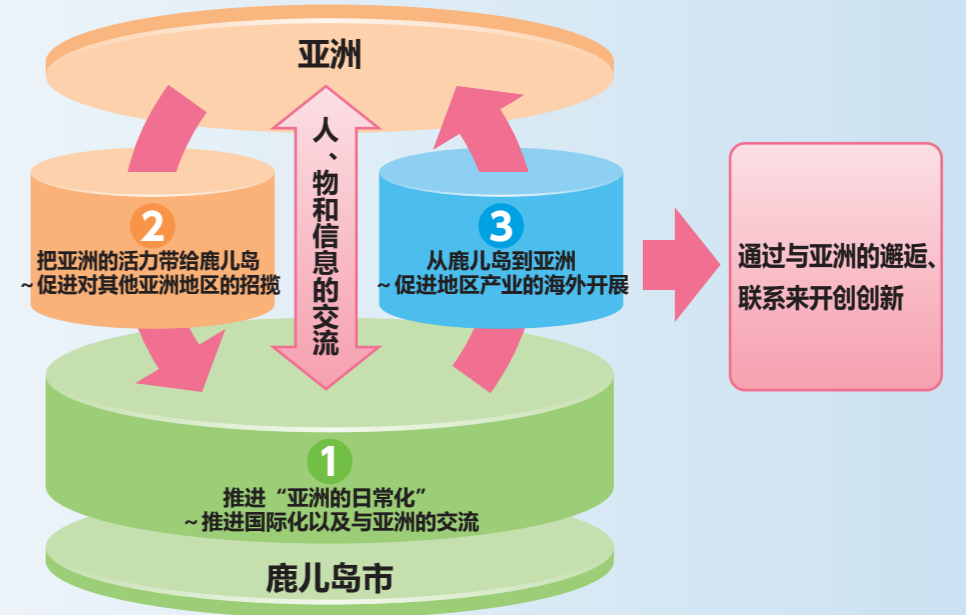 亚洲
人、物和信息的交流
2
把亚洲的活力带给鹿儿岛
~促进对其他亚洲地区的招揽
3
从鹿儿岛到亚洲
~促进地区产业的海外开展
通过与亚洲的邂逅、
联系来开创创新
1
推进“亚洲的日常化”
~推进国际化以及与亚洲的交流
鹿儿岛市